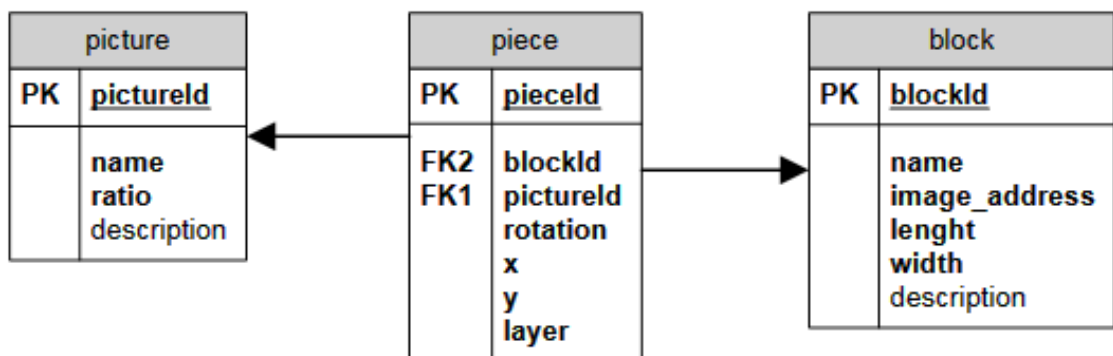 picture
PK pictureId
name
ratio
description
piece
PK pieceId
FK2 blockId
FK1 pictureId
rotation
x
y
layer
block
PK blockId
name
image_address
lenght
width
description